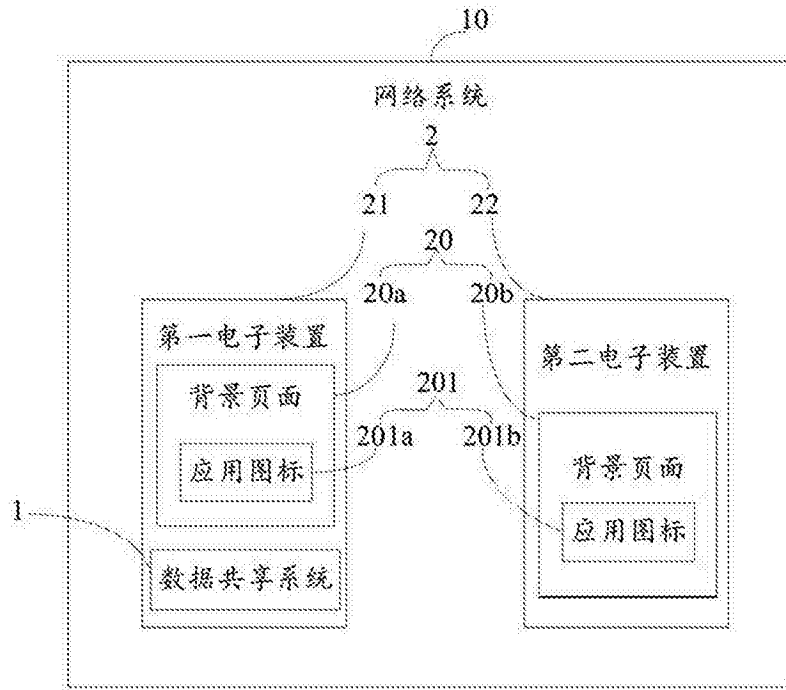 10
网络系统
2
21
22
20
20a
20b
第一电子装置
背景页面
应用图标
第二电子装置
201
201a
201b
背景页面
应用图标
1
数据共享系统